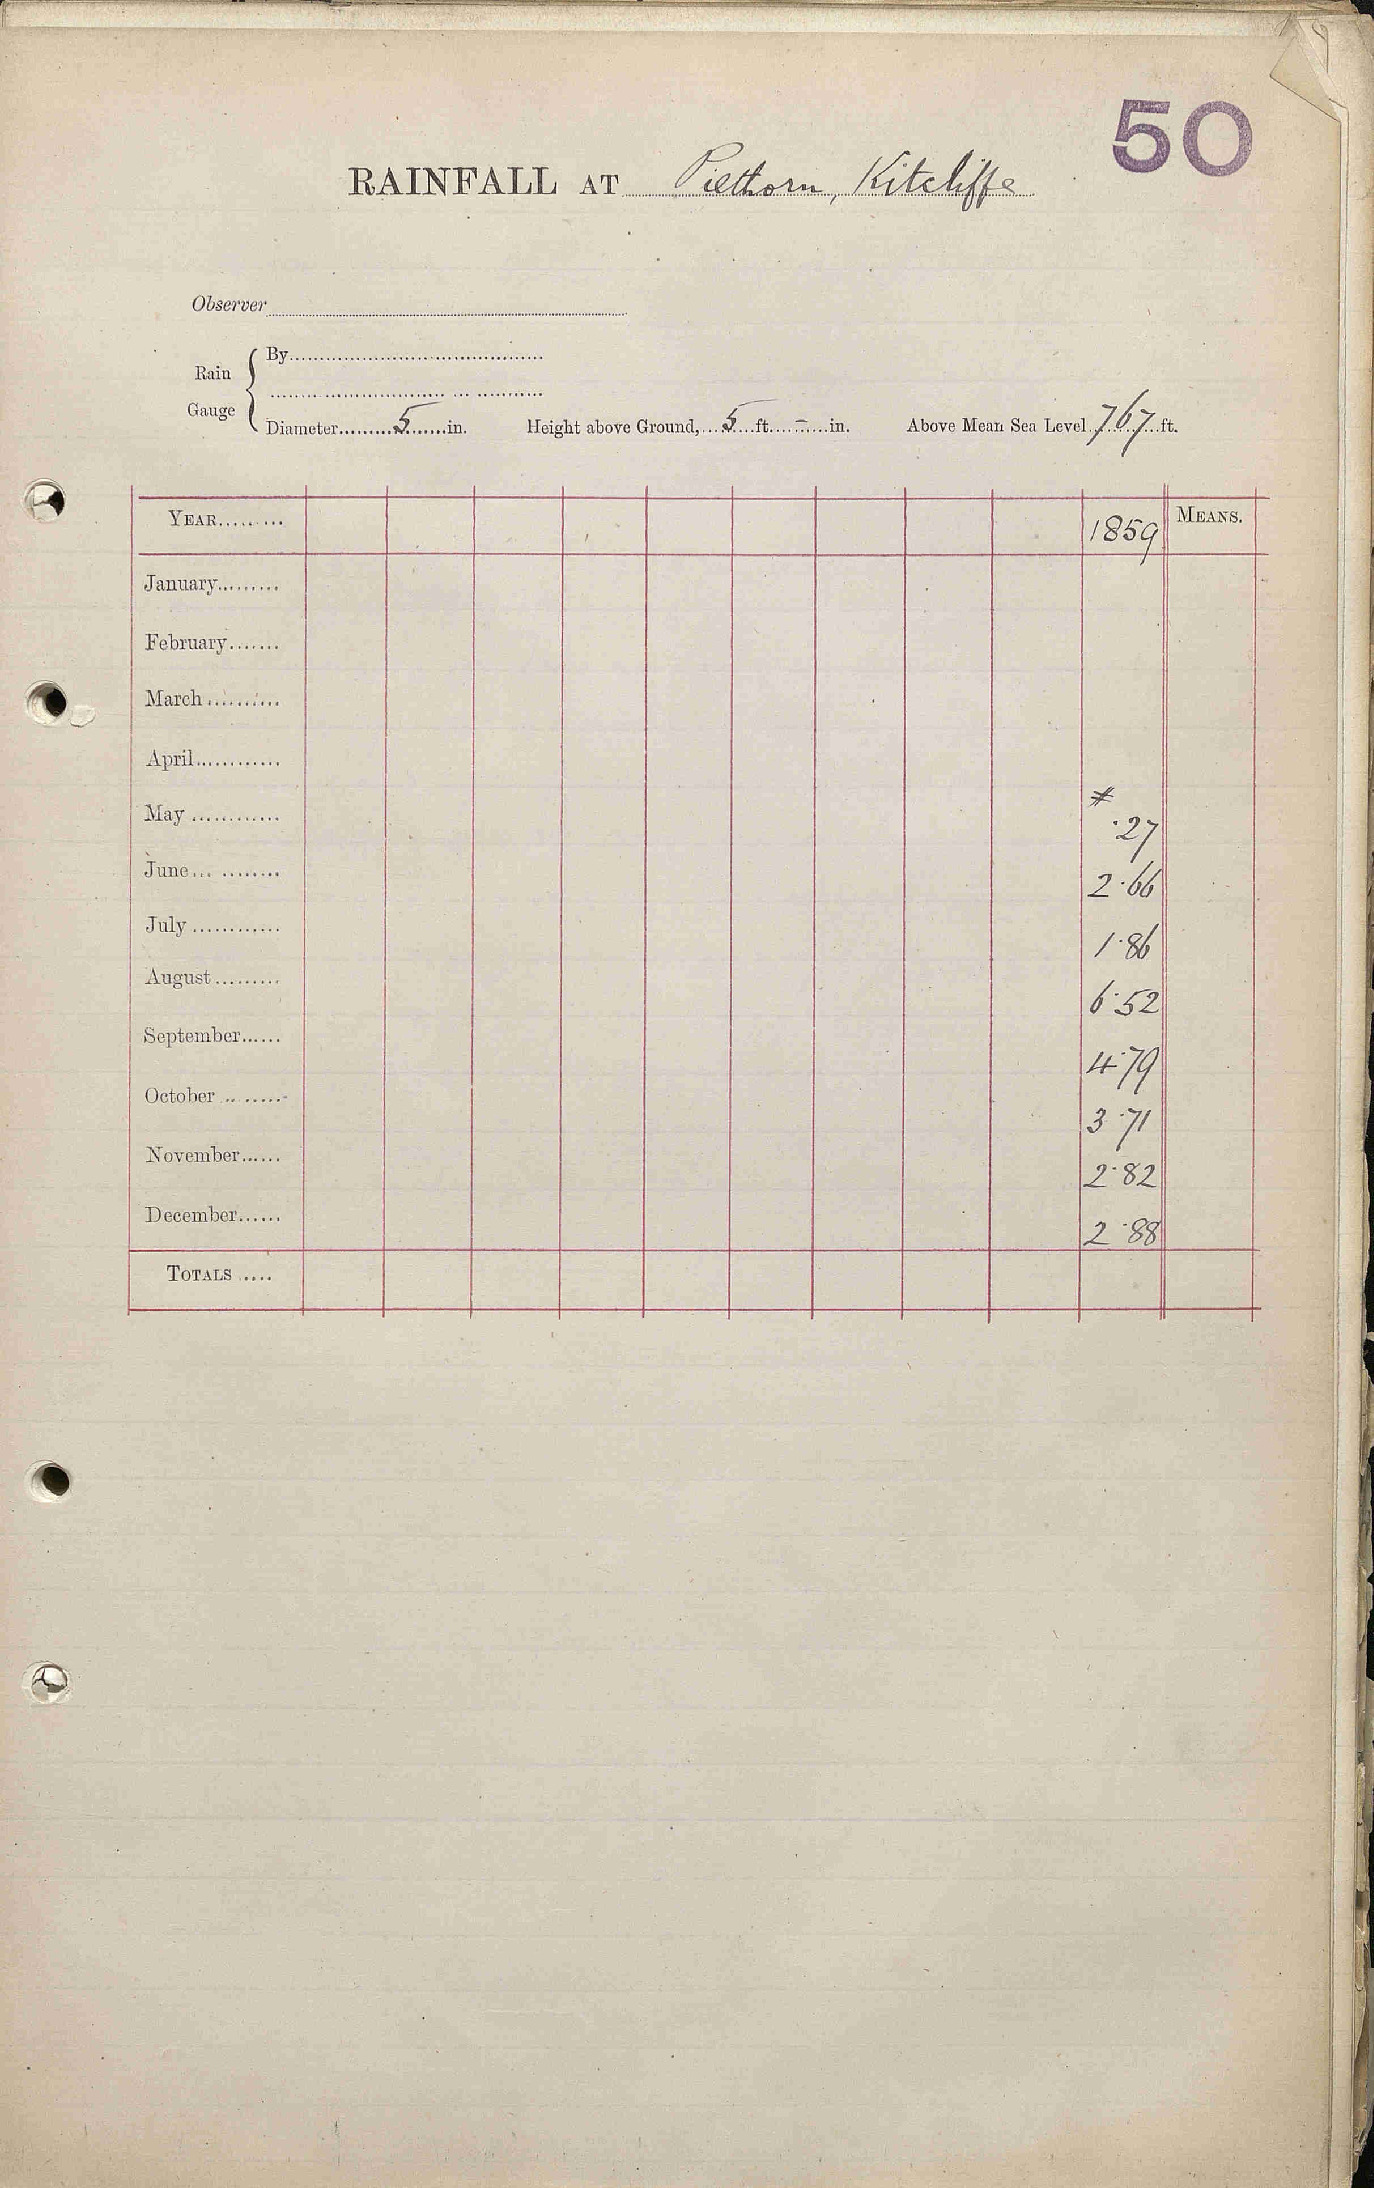 50
RAINFALL AT Piethorn, Kitcliffe
Observer
Rain Gauge { By
Diameter 5 in. Height above Ground, 5 ft. - in. Above Mean Sea Level 767 ft.
YEAR 1859 MEANS.
January
February
March
April
May # .27
June 2.66
July 1.86
August 6.52
September 4.79
October 3.71
November 2.82
December 2.88
TOTALS